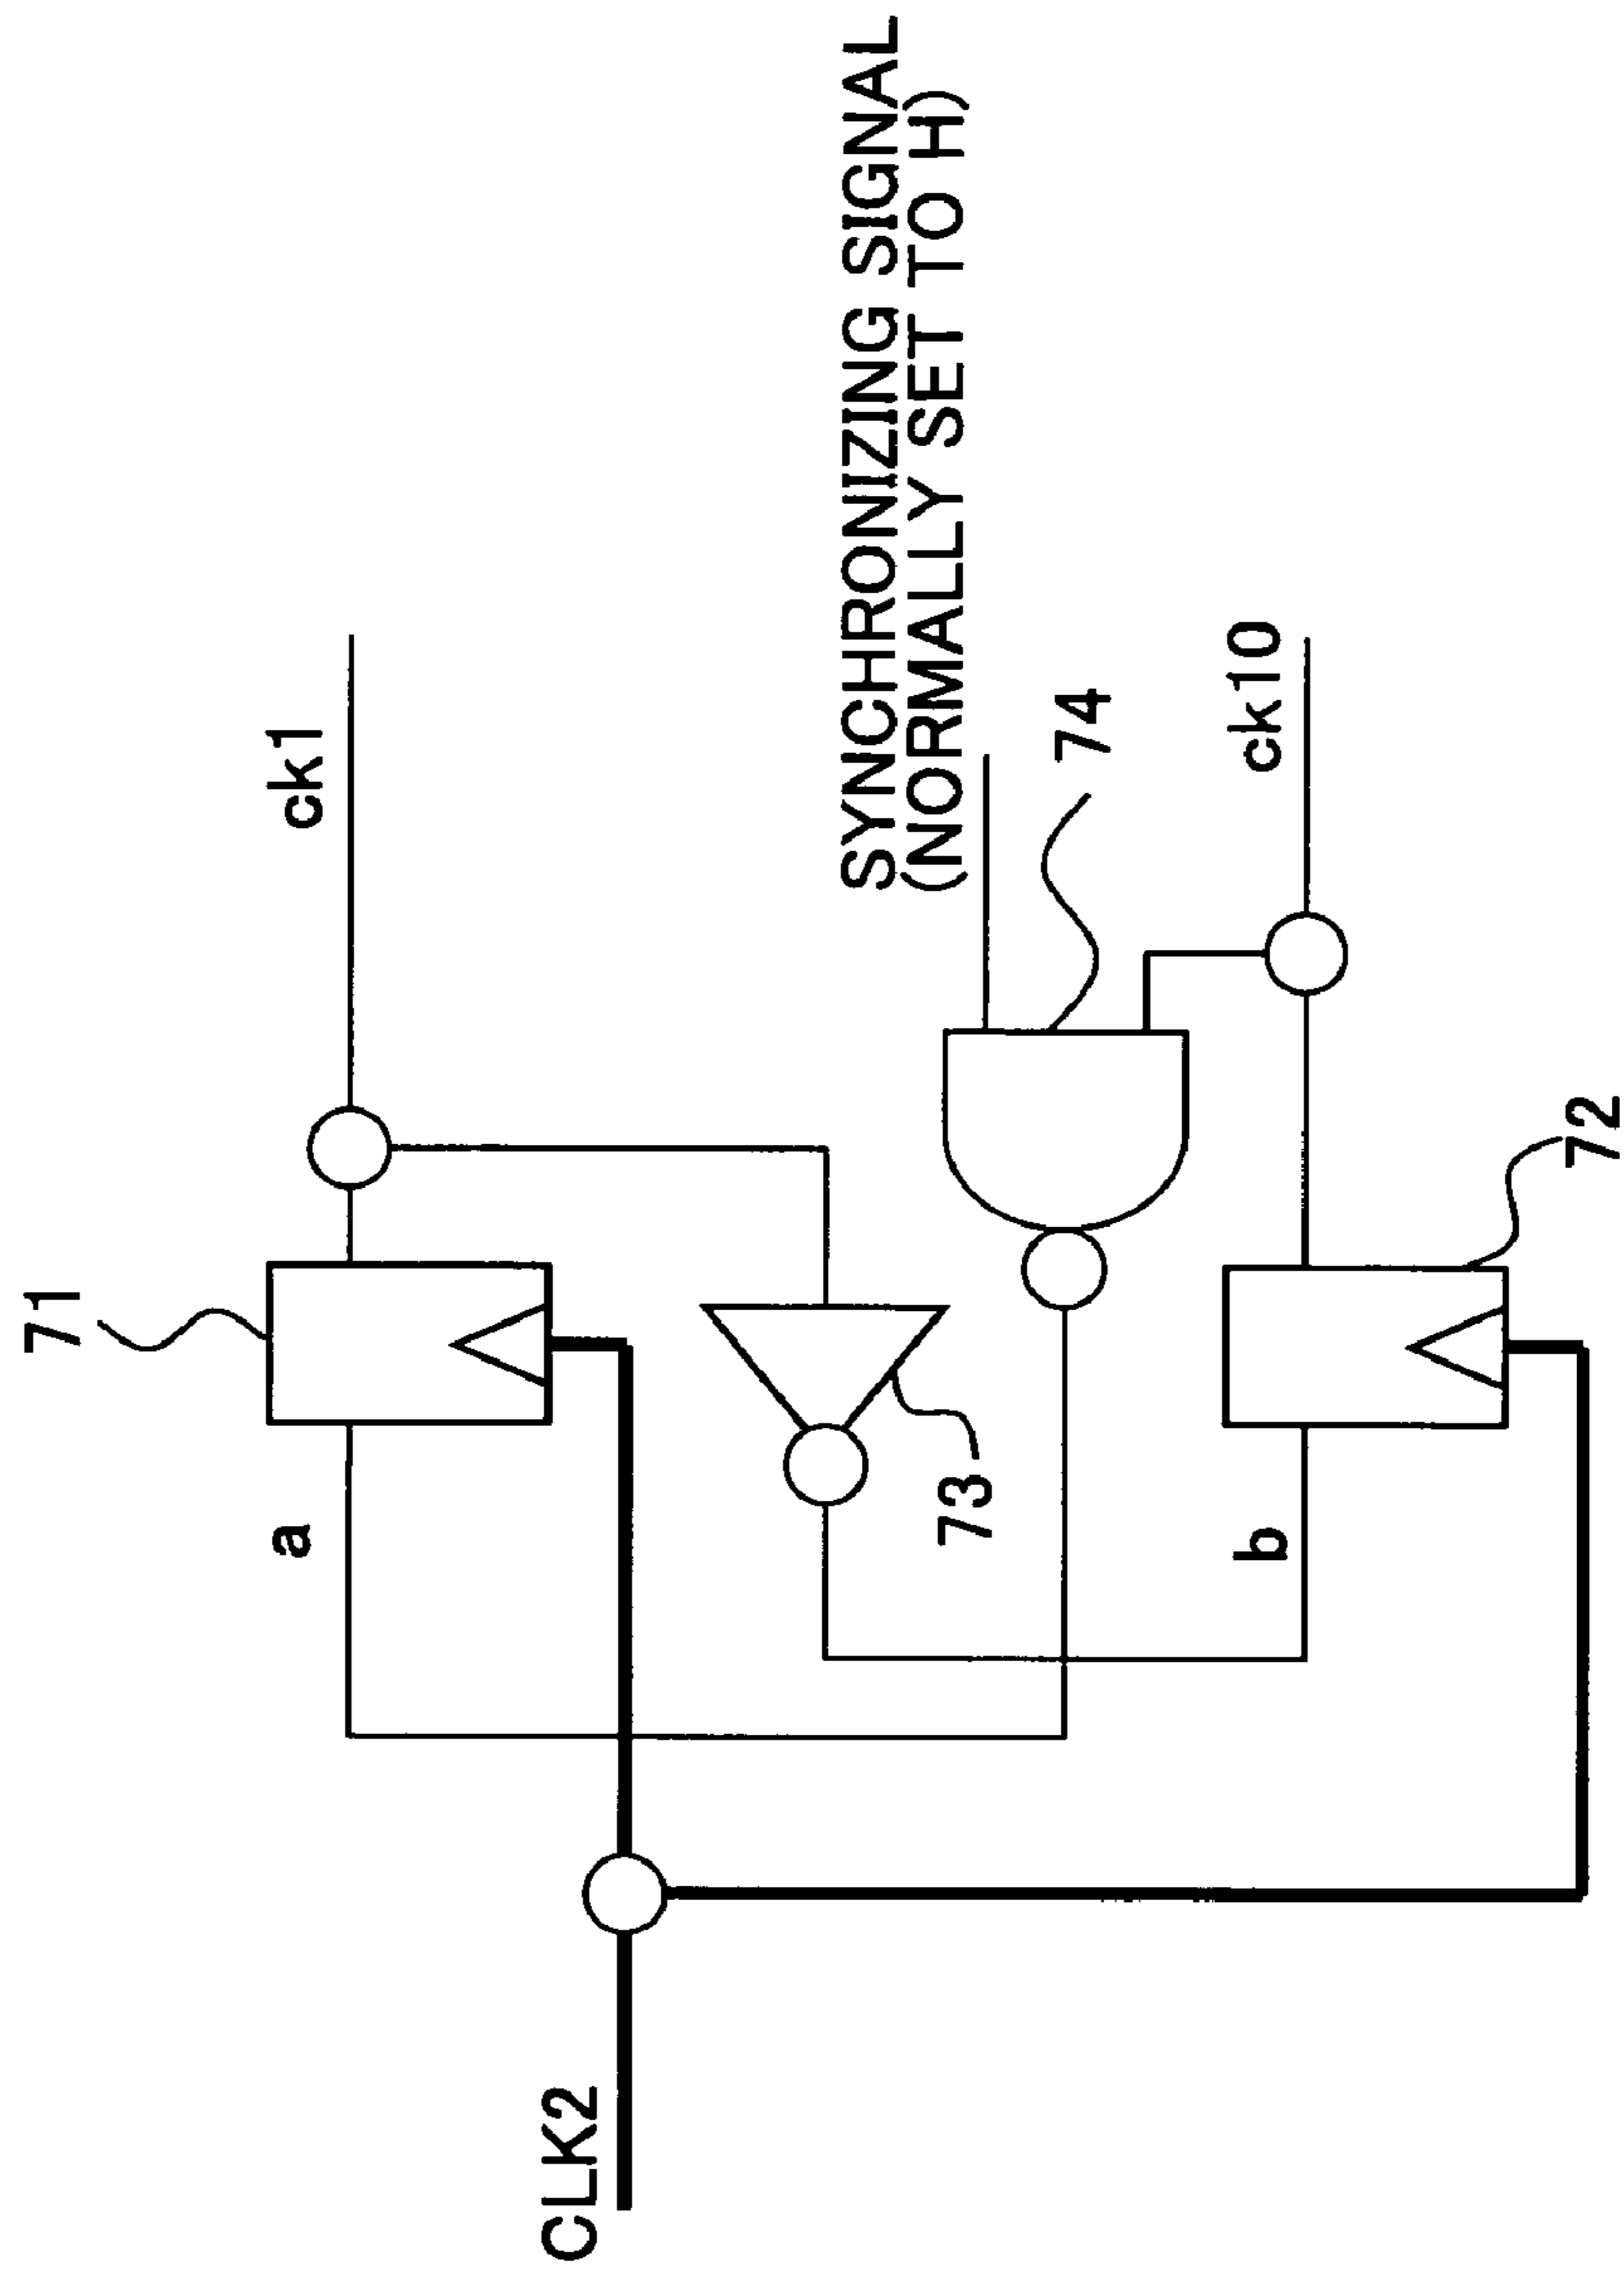 71
ck1
a
CLK2
SYNCHRONIZING SIGNAL
(NORMALLY SET TO H)
73
74
b
ck10
72